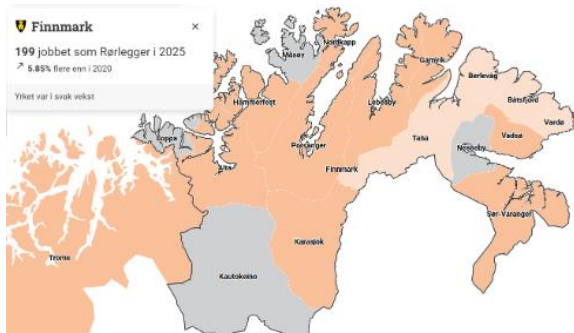 Finnmark ×
199 jobbet som Rørlegger i 2025
↗ 5.85% flere enn i 2020
Yrket var i svak vekst
Nordkapp
Måsøy
Gamvik
Berlevåg
Hammerfest
Lebesby
Båtsfjord
Vardø
Loppa
Porsanger
Tana
Vadsø
Nesseby
Alta
Finnmark
Sør-Varanger
Karasjok
Troms
Kautokeino